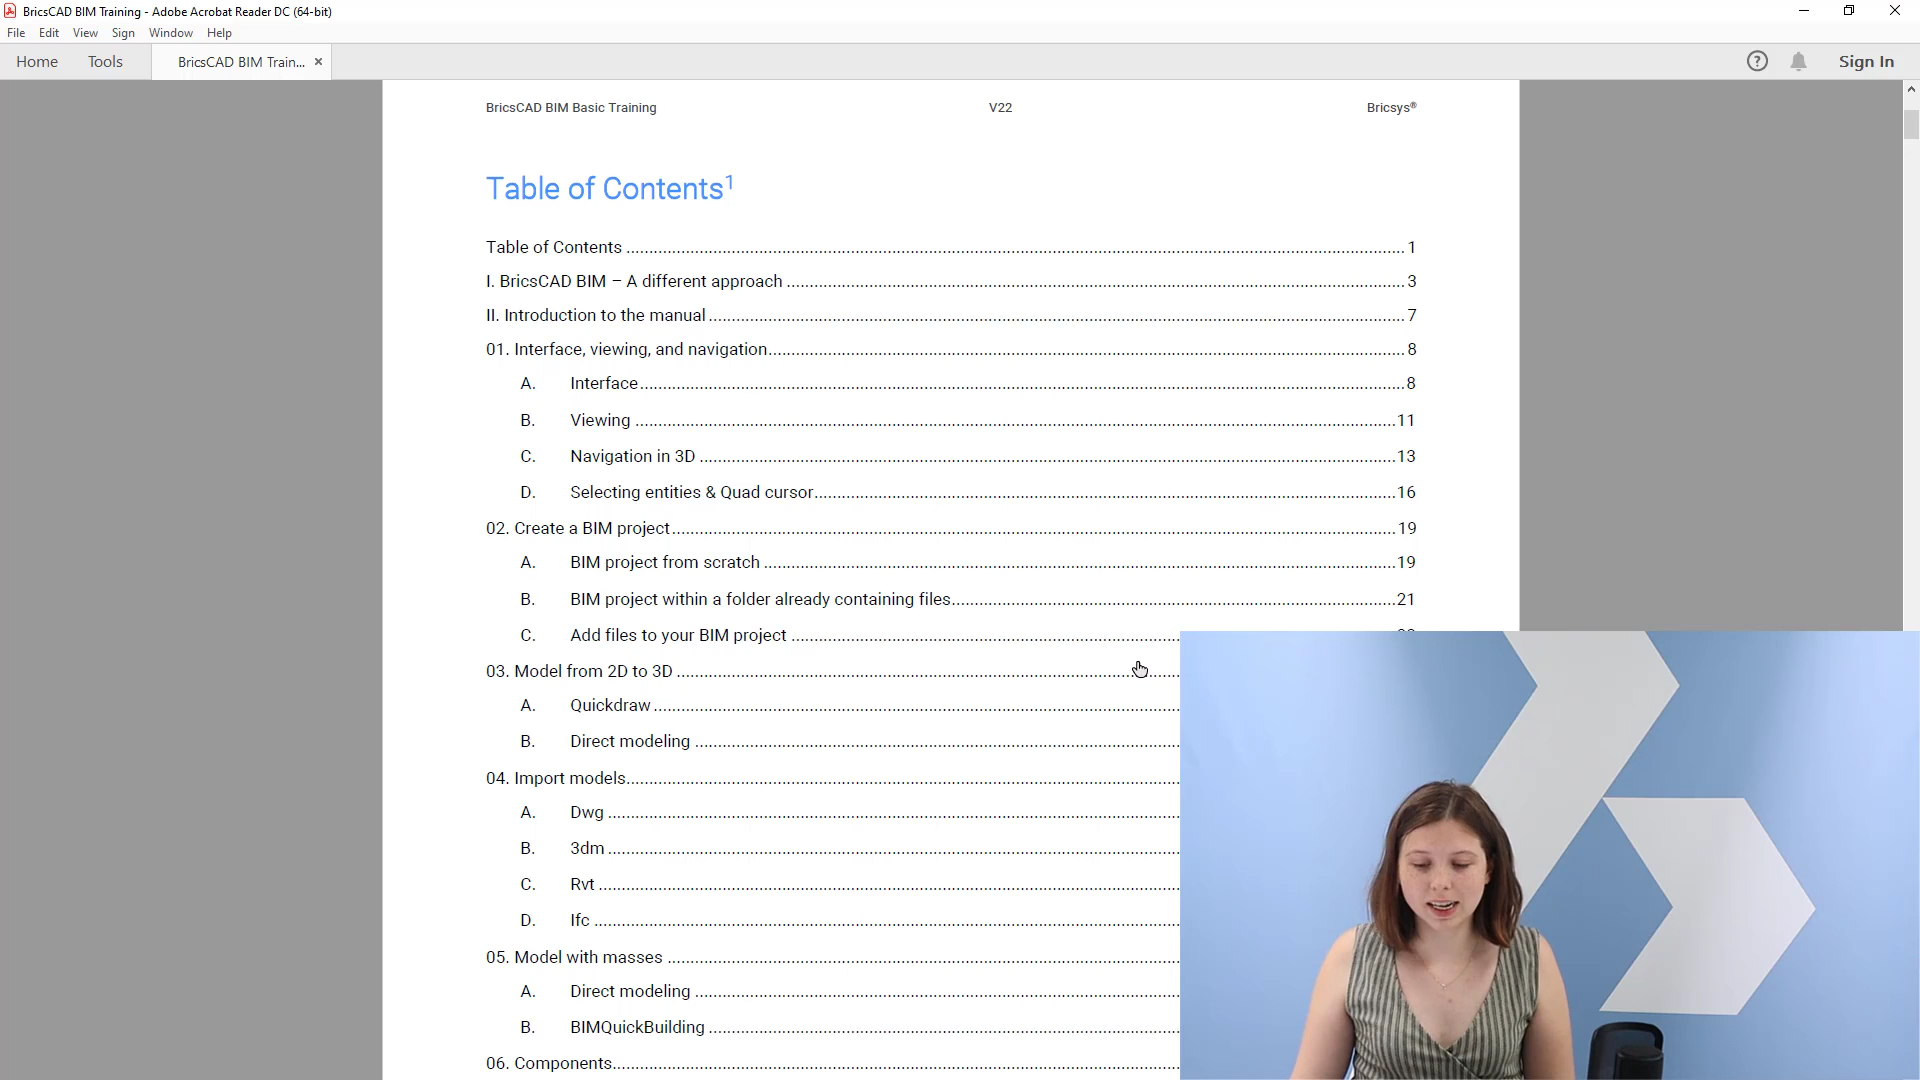 BricsCAD BIM Training - Adobe Acrobat Reader DC (64-bit)
File Edit View Sign Window Help
Home Tools BricsCAD BIM Train... Sign In
BricsCAD BIM Basic Training V22 Bricsys®
Table of Contents¹
Table of Contents 1
I. BricsCAD BIM – A different approach 3
II. Introduction to the manual 7
01. Interface, viewing, and navigation 8
A. Interface 8
B. Viewing 11
C. Navigation in 3D 13
D. Selecting entities & Quad cursor 16
02. Create a BIM project 19
A. BIM project from scratch 19
B. BIM project within a folder already containing files 21
C. Add files to your BIM project
03. Model from 2D to 3D
A. Quickdraw
B. Direct modeling
04. Import models
A. Dwg
B. 3dm
C. Rvt
D. Ifc
05. Model with masses
A. Direct modeling
B. BIMQuickBuilding
06. Components